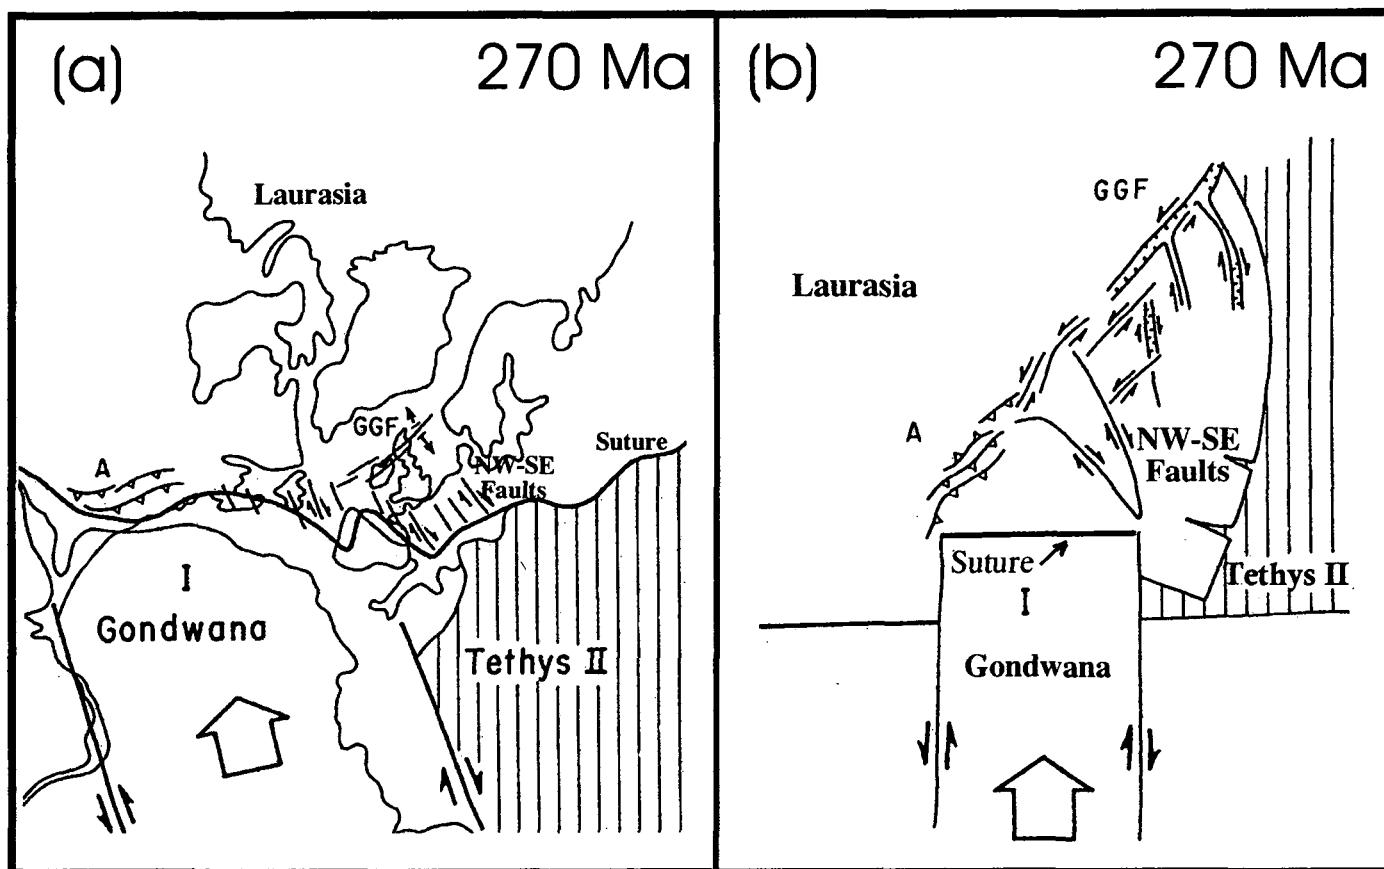 (a)
270 Ma
Laurasia
GGF
Suture
A
NW-SE
Faults
I
Gondwana
Tethys II
(b)
270 Ma
GGF
Laurasia
A
NW-SE
Faults
Suture
Tethys II
I
Gondwana